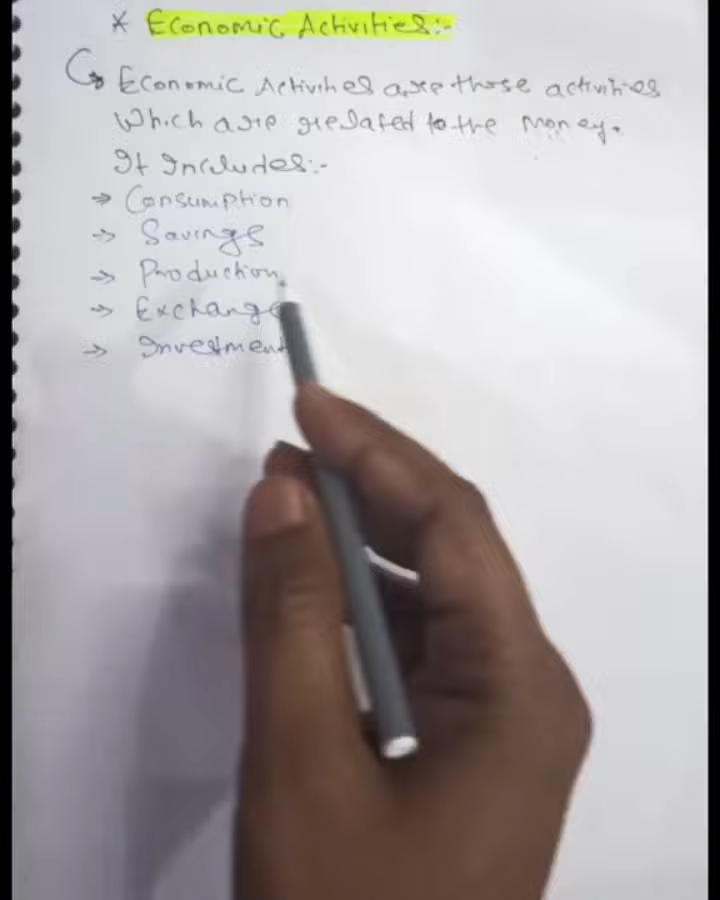 * Economic Activities:-
Economic Activities are those activities
which are related to the money.
It Includes:-
→ Consumption
→ Savings
→ Production
→ Exchange
→ Investment